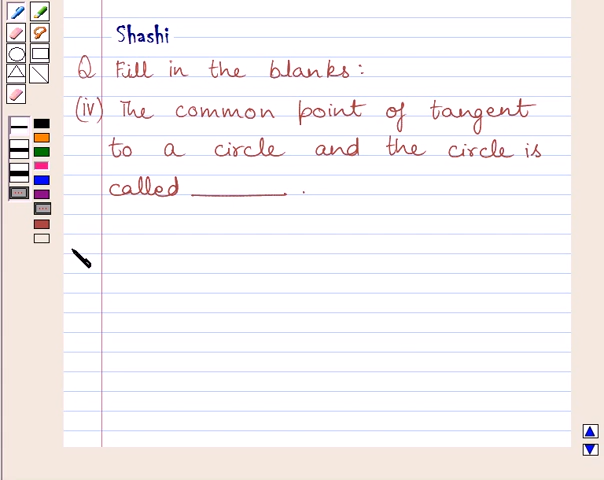 Shashi
Q Fill in the blanks:
(iv) The common point of tangent
to a circle and the circle is
called ________ .